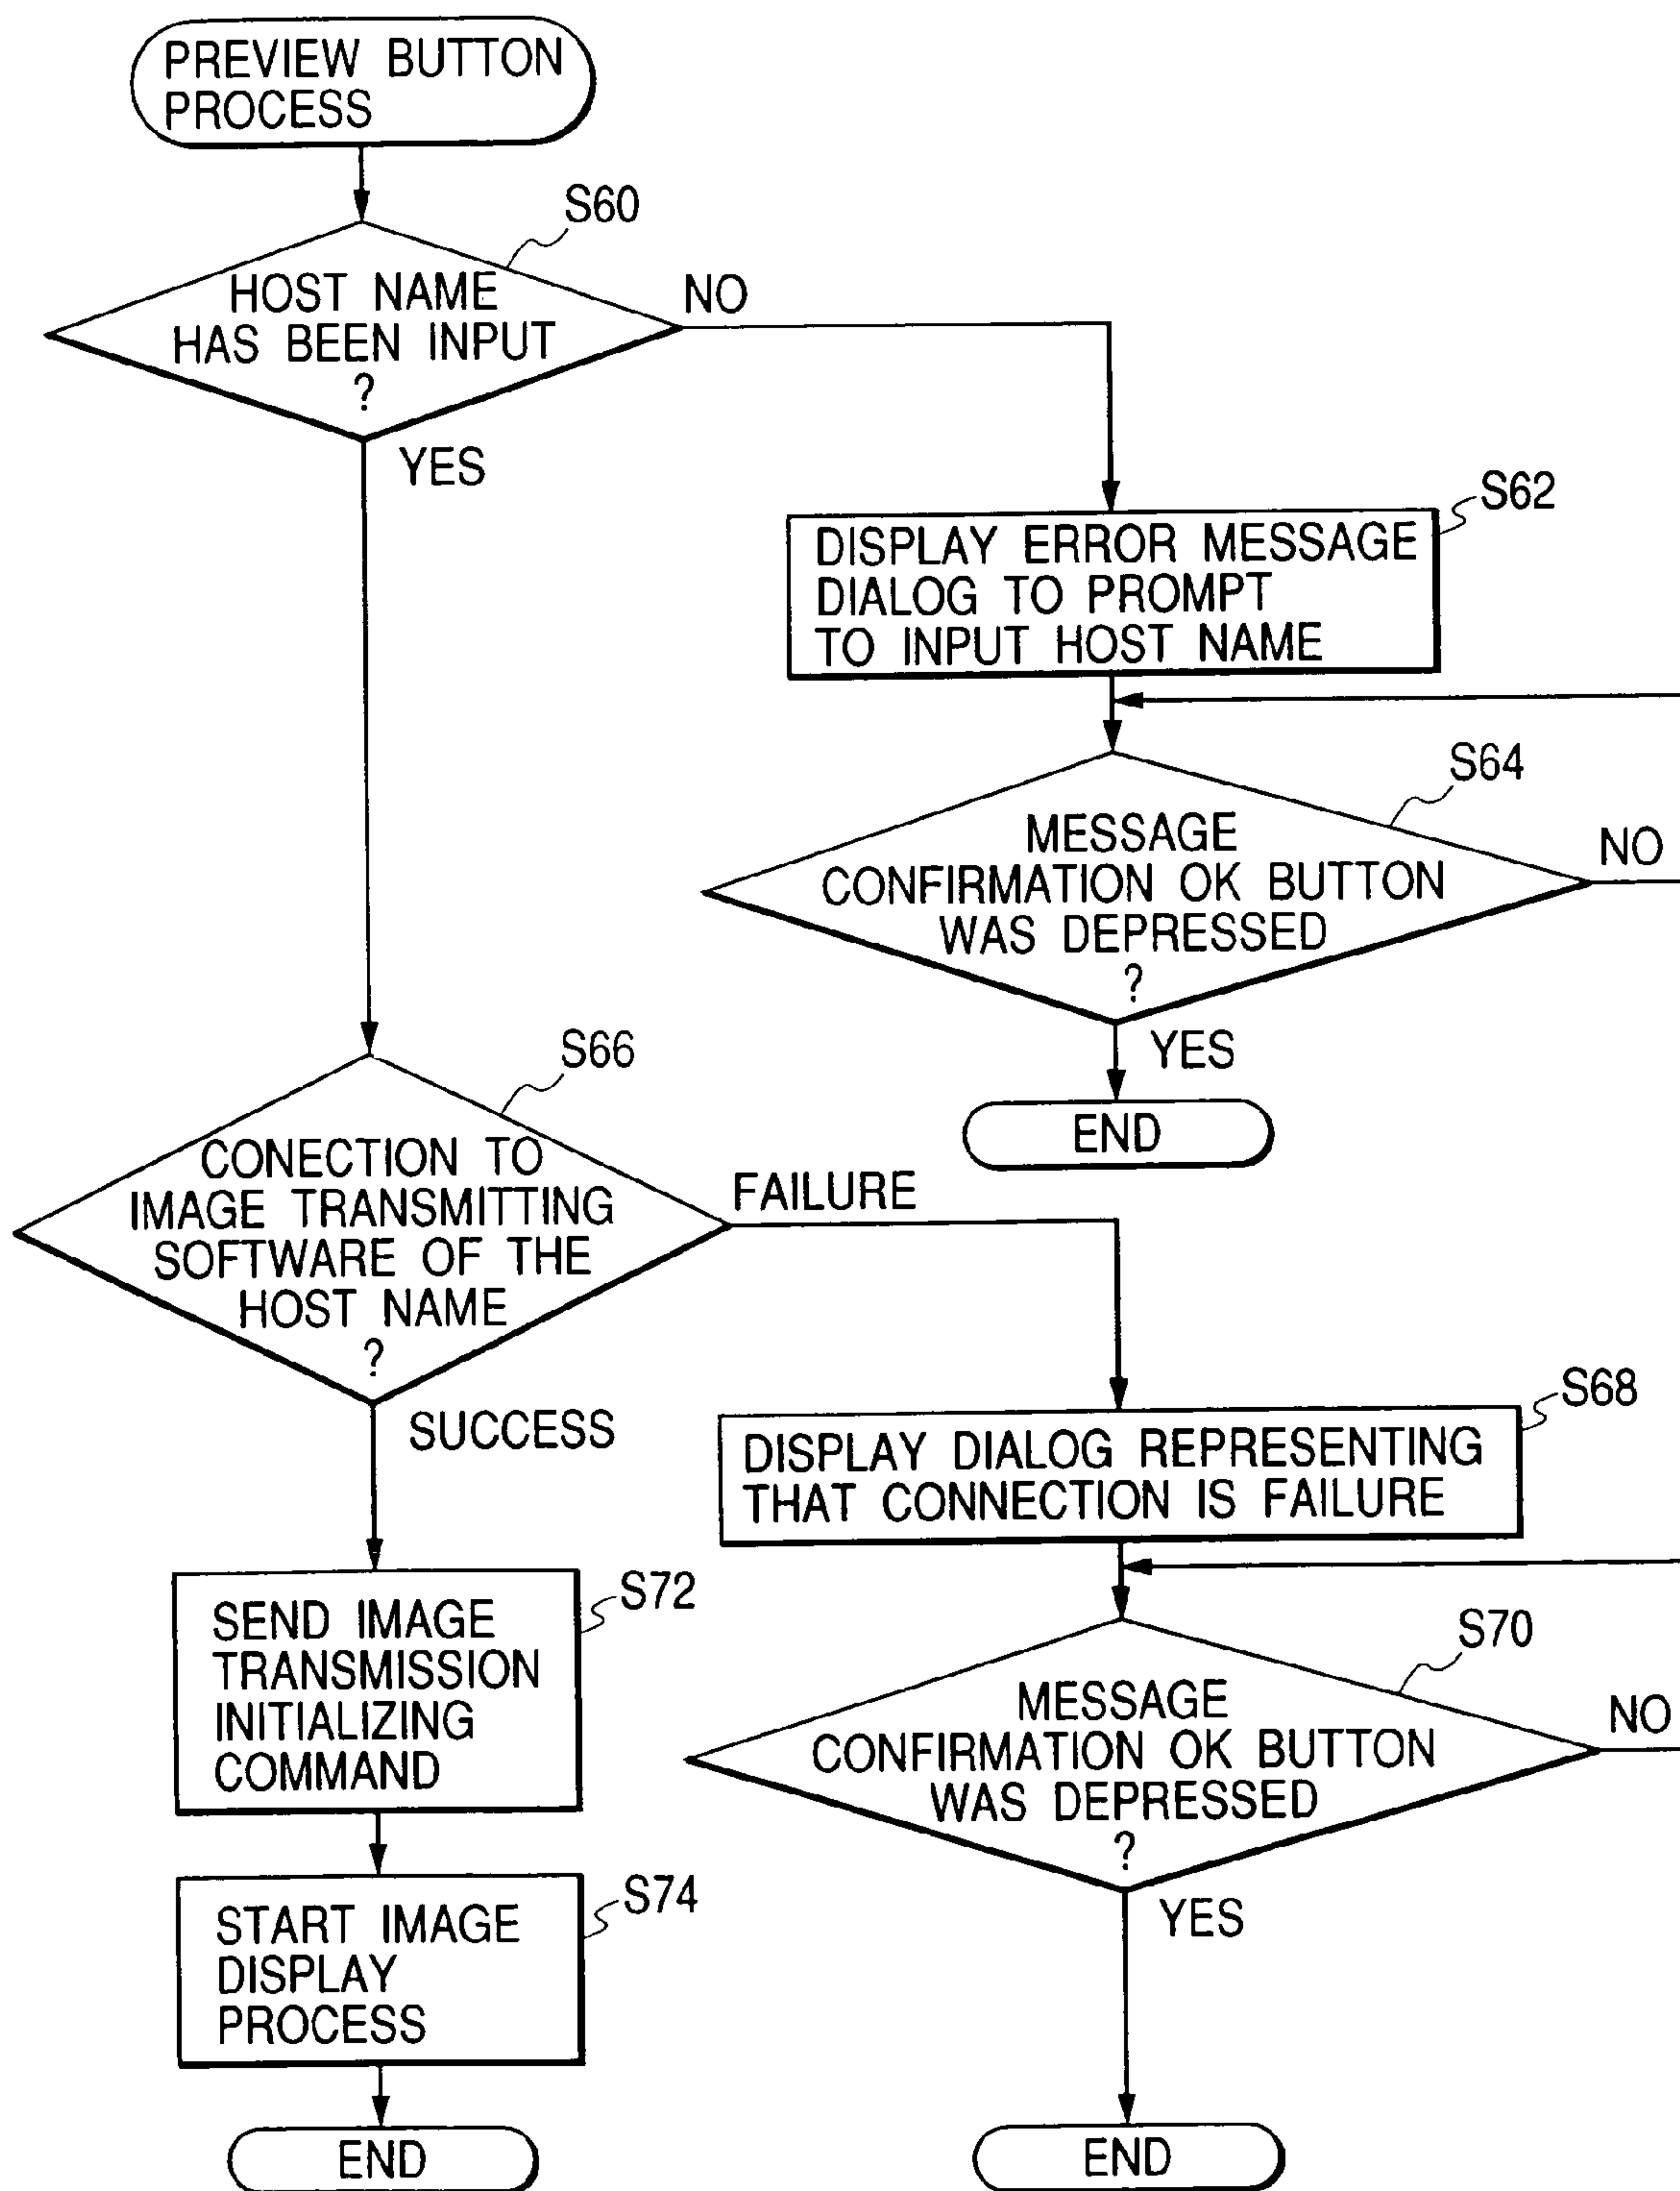 PREVIEW BUTTON
PROCESS
S60
HOST NAME
HAS BEEN INPUT
?
NO
YES
S62
DISPLAY ERROR MESSAGE
DIALOG TO PROMPT
TO INPUT HOST NAME
S64
MESSAGE
CONFIRMATION OK BUTTON
WAS DEPRESSED
?
NO
YES
END
S66
CONECTION TO
IMAGE TRANSMITTING
SOFTWARE OF THE
HOST NAME
?
FAILURE
SUCCESS
S68
DISPLAY DIALOG REPRESENTING
THAT CONNECTION IS FAILURE
S70
MESSAGE
CONFIRMATION OK BUTTON
WAS DEPRESSED
?
NO
YES
END
S72
SEND IMAGE
TRANSMISSION
INITIALIZING
COMMAND
S74
START IMAGE
DISPLAY
PROCESS
END